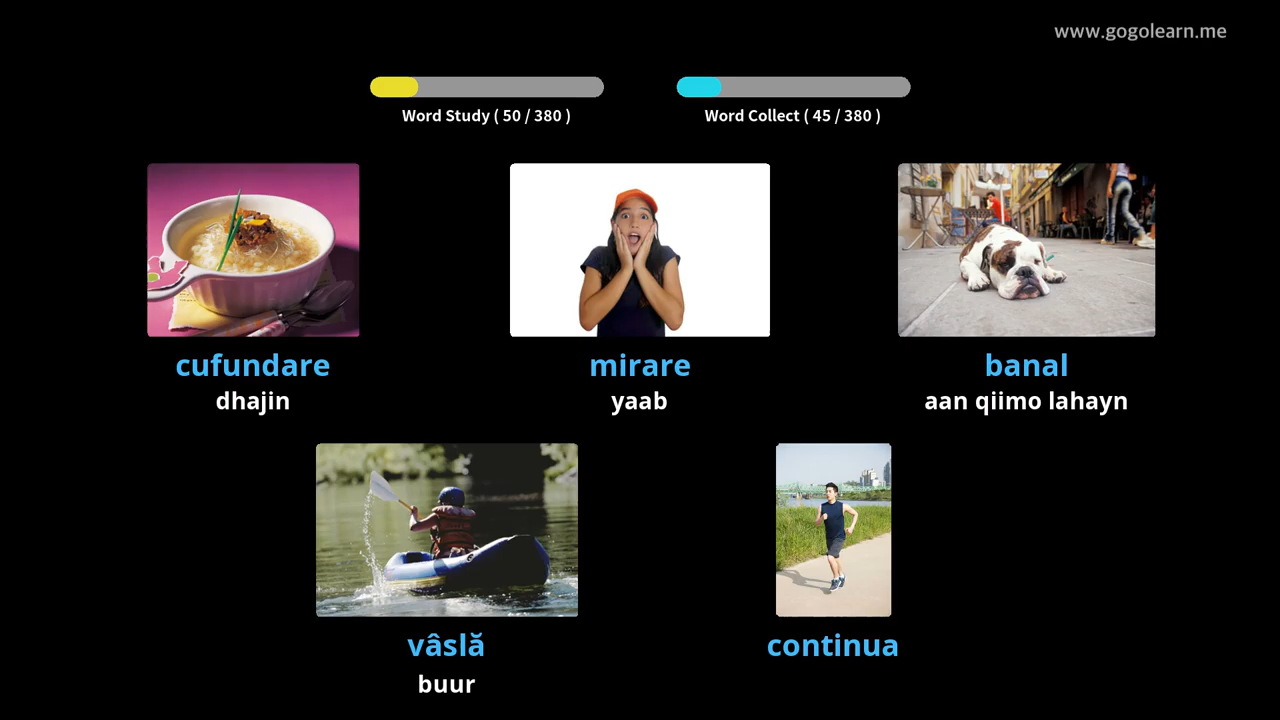 www.gogolearn.me
Word Study ( 50 / 380 )
Word Collect ( 45 / 380 )
cufundare
dhajin
mirare
yaab
banal
aan qiimo lahayn
vâslă
buur
continua